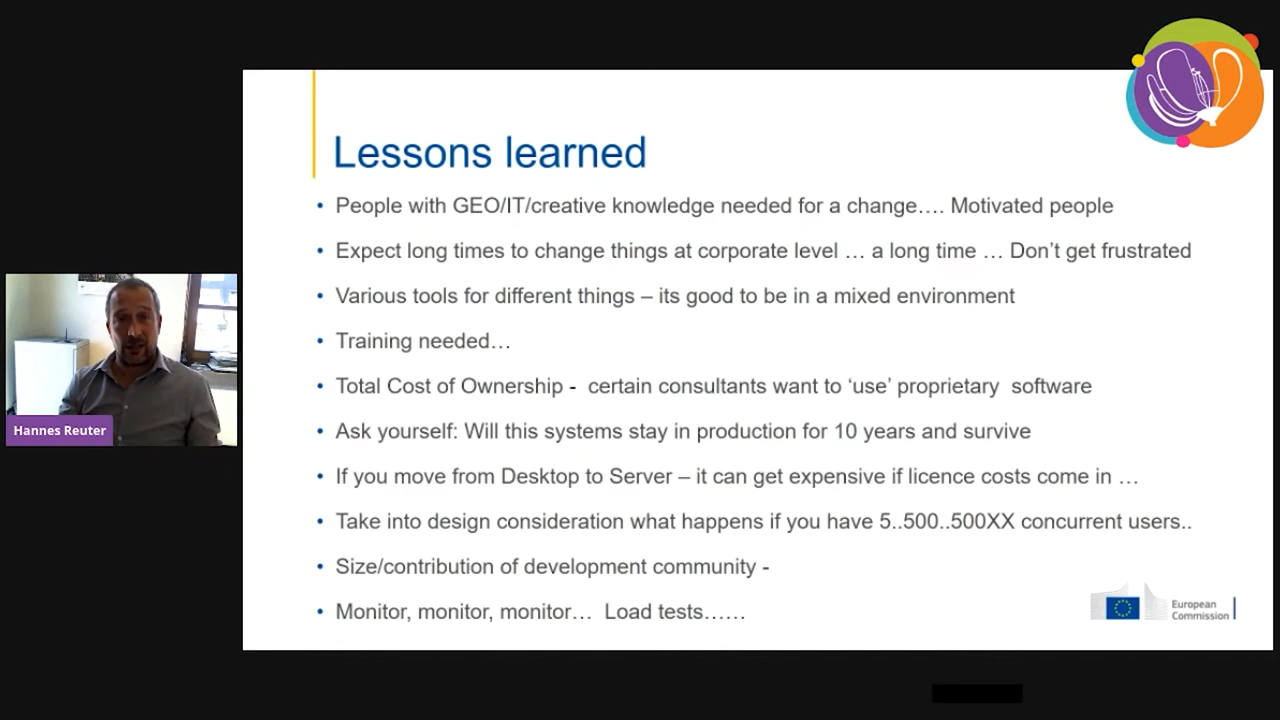 Lessons learned
• People with GEO/IT/creative knowledge needed for a change…. Motivated people
• Expect long times to change things at corporate level … a long time … Don’t get frustrated
• Various tools for different things – its good to be in a mixed environment
• Training needed…
• Total Cost of Ownership -  certain consultants want to ‘use’ proprietary  software
• Ask yourself: Will this systems stay in production for 10 years and survive
• If you move from Desktop to Server – it can get expensive if licence costs come in …
• Take into design consideration what happens if you have 5..500..500XX concurrent users..
• Size/contribution of development community -
• Monitor, monitor, monitor…  Load tests……
European
Commission
Hannes Reuter